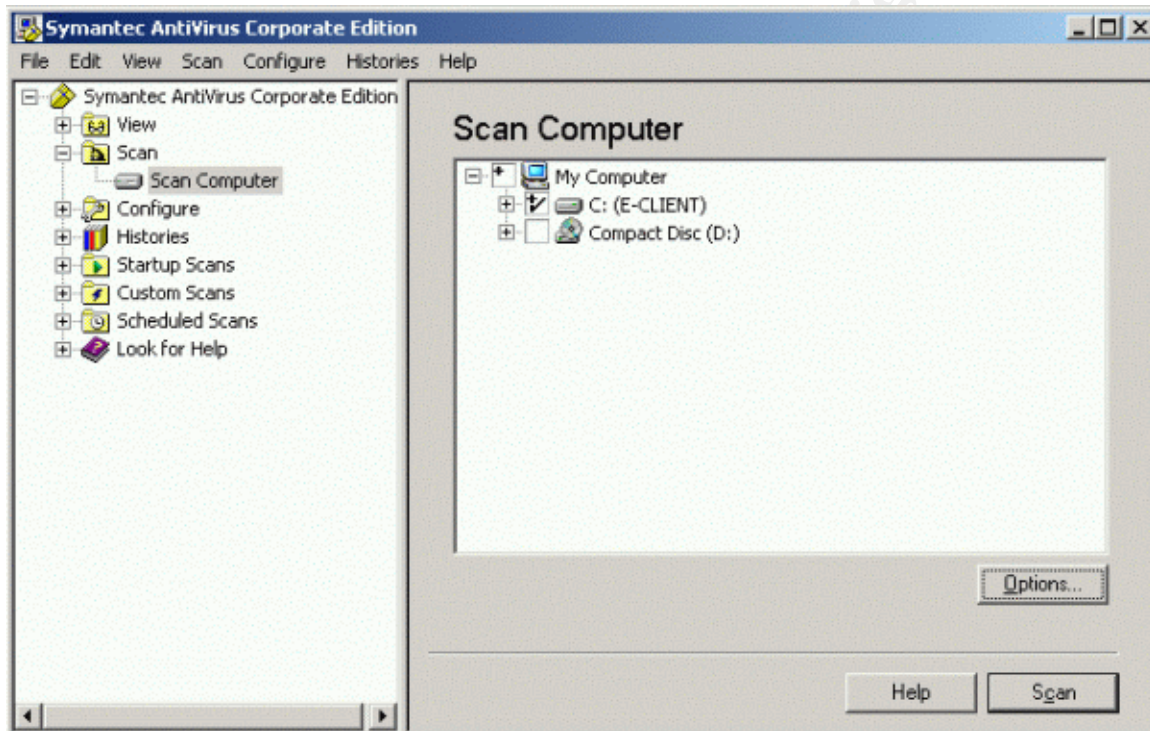 Symantec AntiVirus Corporate Edition
File Edit View Scan Configure Histories Help
Symantec AntiVirus Corporate Edition
View
Scan
Scan Computer
Configure
Histories
Startup Scans
Custom Scans
Scheduled Scans
Look for Help
Scan Computer
My Computer
C: (E-CLIENT)
Compact Disc (D:)
Options...
Help
Scan